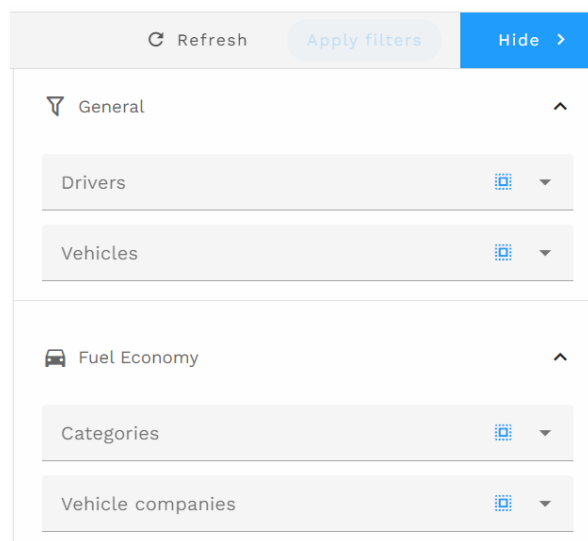 Refresh Apply filters Hide
General
Drivers
Vehicles
Fuel Economy
Categories
Vehicle companies